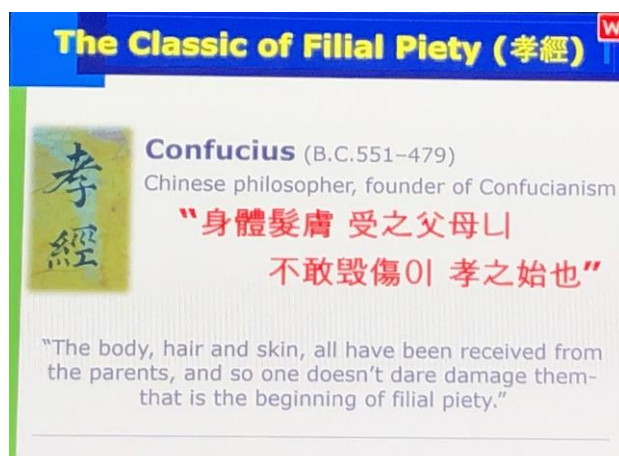 The Classic of Filial Piety (孝經)
W
孝
經
Confucius (B.C.551–479)
Chinese philosopher, founder of Confucianism
"身體髮膚 受之父母니
不敢毁傷이 孝之始也"
"The body, hair and skin, all have been received from
the parents, and so one doesn't dare damage them-
that is the beginning of filial piety."